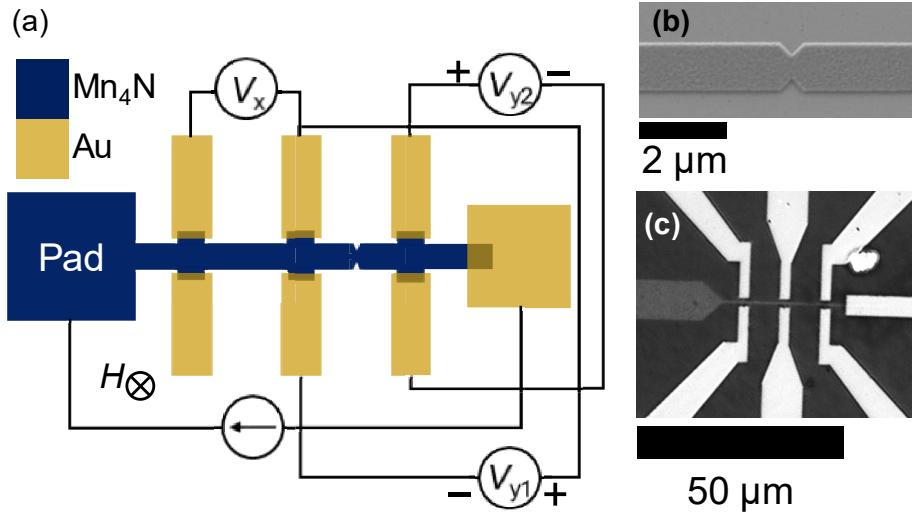 (a)
Mn₄N
Au
Vₓ
+ V_y2 −
Pad
H⊗
− V_y1 +
(b)
2 µm
(c)
50 µm